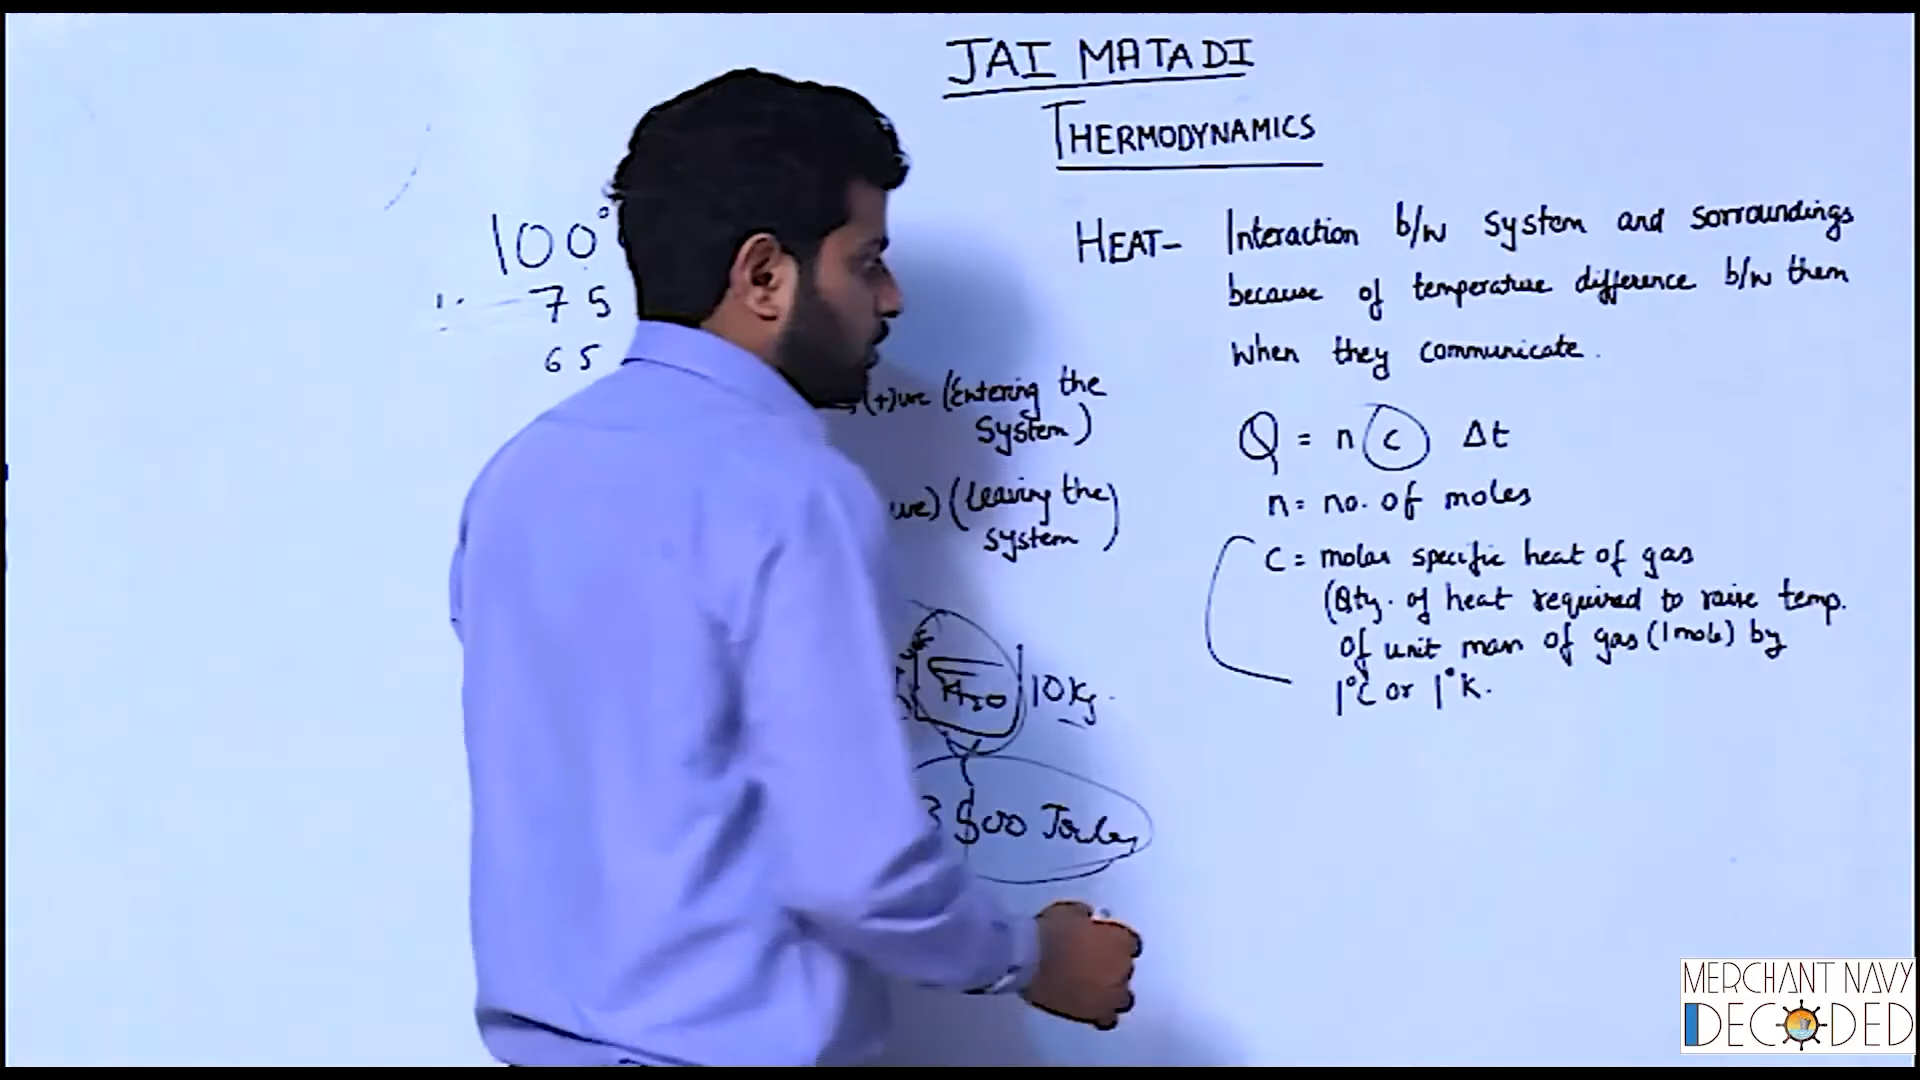 JAI MATADI
THERMODYNAMICS
100°
75
65
HEAT- Interaction b/w system and sorroundings
because of temperature difference b/w them
when they communicate.
(+)ve (Entering the
System)
ve) (leaving the
system)
Q = n c Δt
n = no. of moles
C = molar specific heat of gas
(Qty. of heat required to raise temp.
of unit mass of gas (1 mole) by
1°C or 1°K.
H2O 10 Kg
Joules
MERCHANT NAVY
DECODED